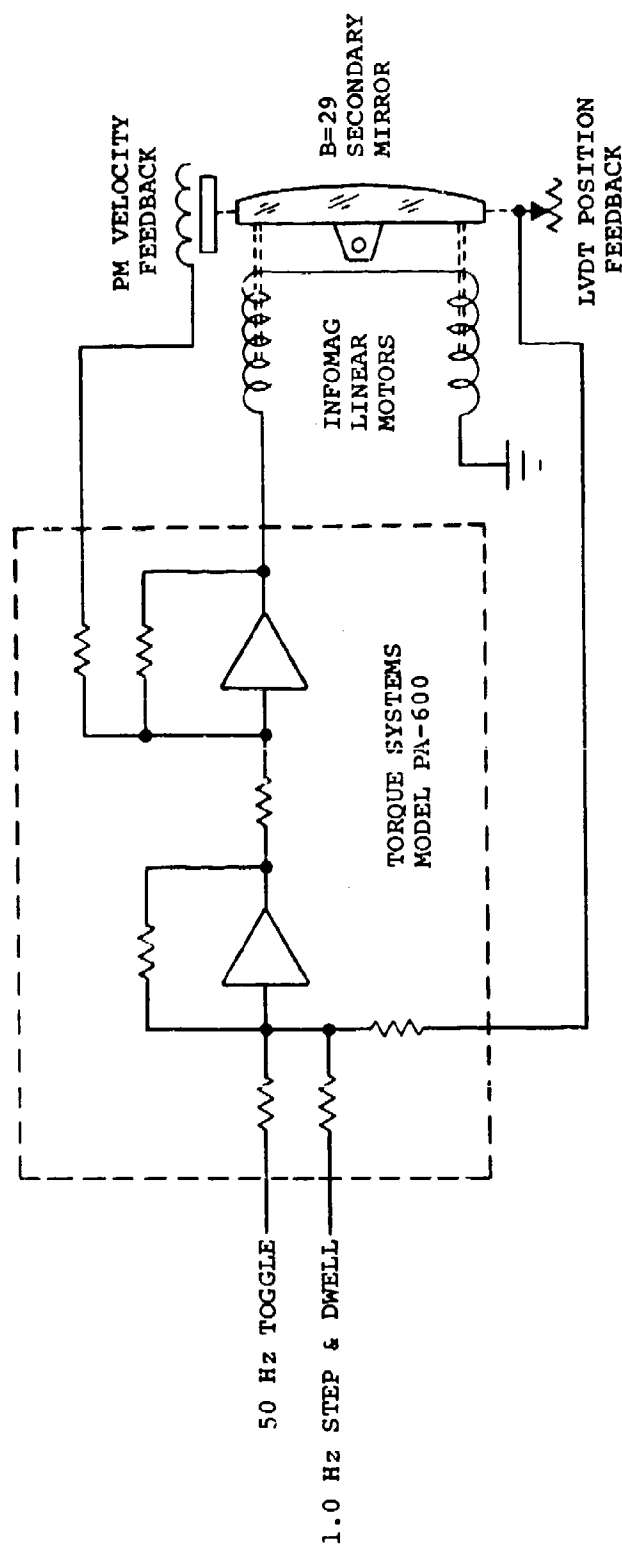 PM VELOCITY
FEEDBACK
B=29
SECONDARY
MIRROR
INFOMAG
LINEAR
MOTORS
LVDT POSITION
FEEDBACK
TORQUE SYSTEMS
MODEL PA-600
50 Hz TOGGLE
1.0 Hz STEP & DWELL